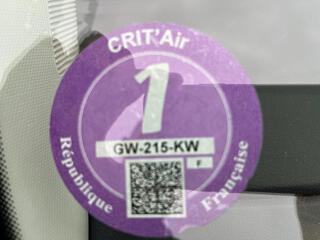 CRIT'Air
1
GW-215-KW
F
République Française